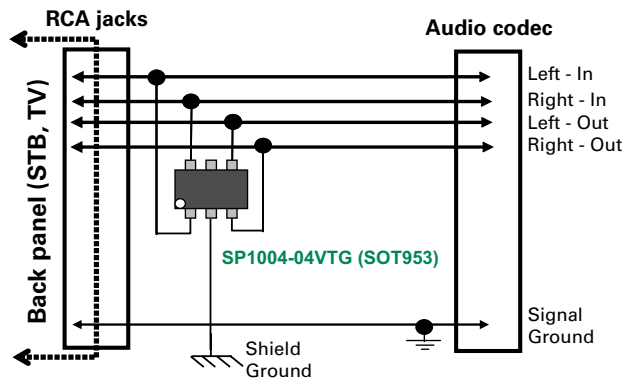 RCA jacks
Audio codec
Back panel (STB, TV)
Left - In
Right - In
Left - Out
Right - Out
SP1004-04VTG (SOT953)
Signal
Ground
Shield
Ground